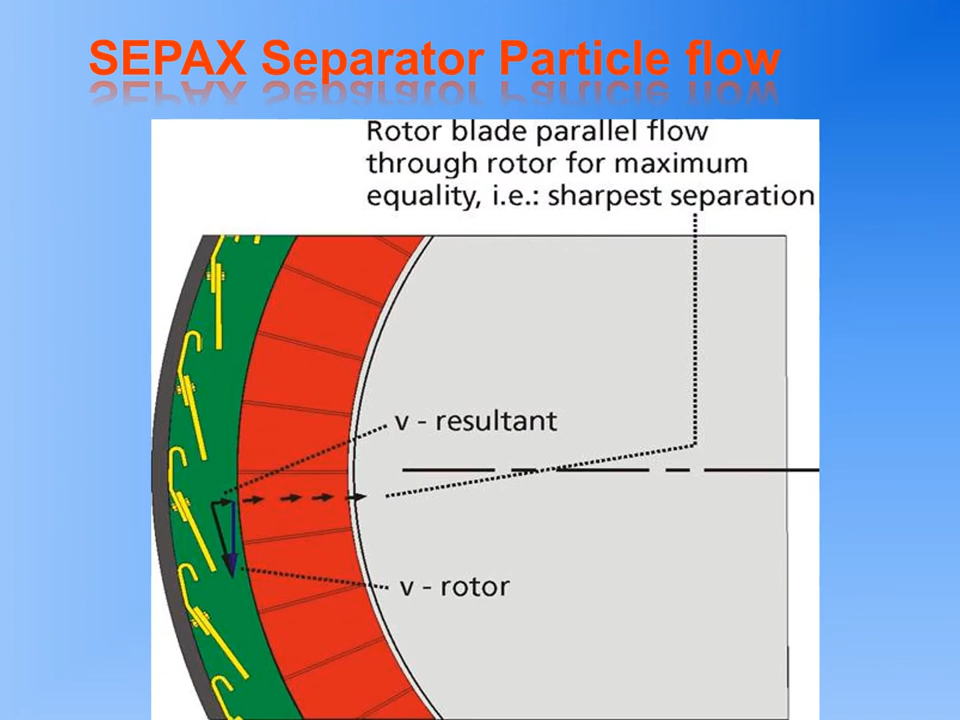 SEPAX Separator Particle flow
Rotor blade parallel flow
through rotor for maximum
equality, i.e.: sharpest separation
v - resultant
v - rotor